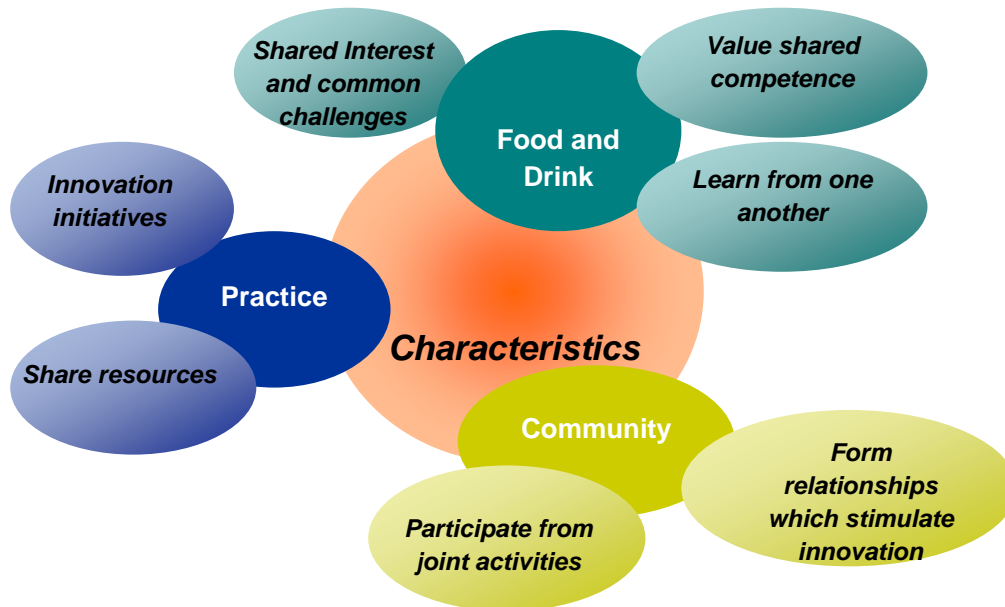 Shared Interest
and common
challenges
Value shared
competence
Food and
Drink
Learn from one
another
Innovation
initiatives
Practice
Characteristics
Share resources
Community
Form
relationships
which stimulate
innovation
Participate from
joint activities